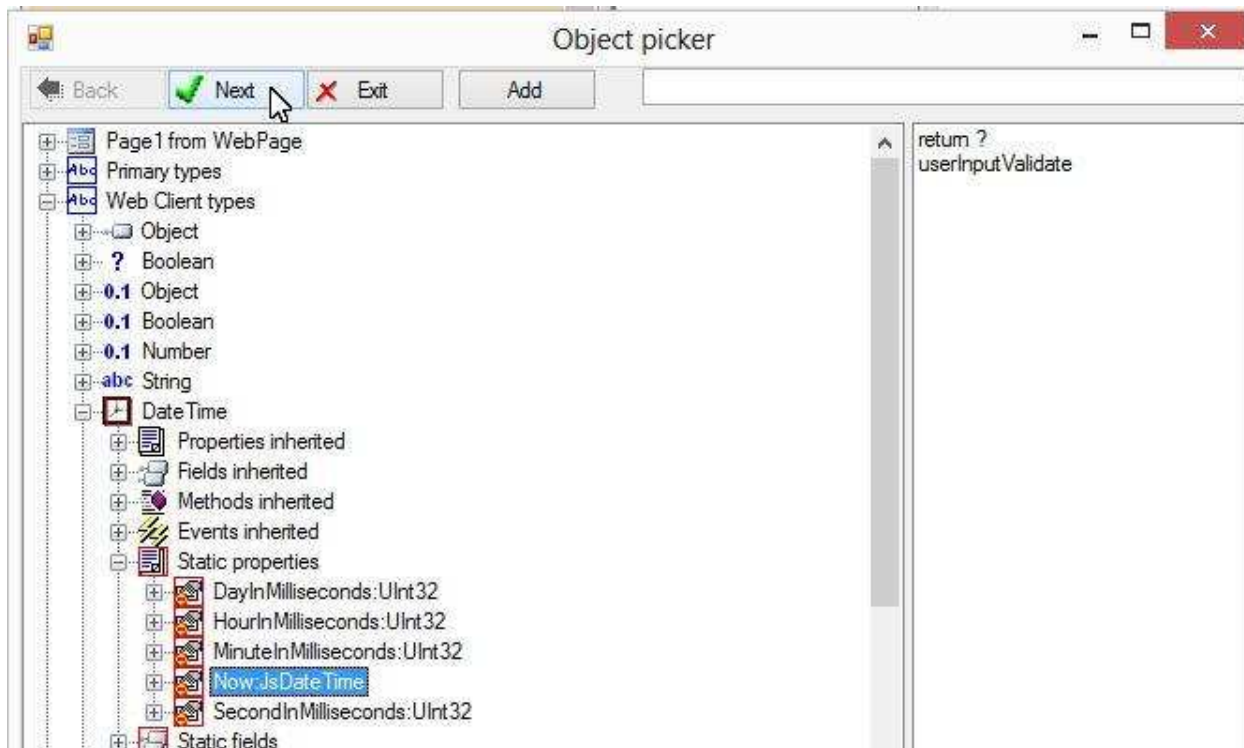 Object picker
Back Next Exit Add
Page1 from WebPage
return ?
Abc Primary types
userInputValidate
Abc Web Client types
Object
? Boolean
0.1 Object
0.1 Boolean
0.1 Number
abc String
DateTime
Properties inherited
Fields inherited
Methods inherited
Events inherited
Static properties
DayInMilliseconds:UInt32
HourInMilliseconds:UInt32
MinuteInMilliseconds:UInt32
Now:JsDateTime
SecondInMilliseconds:UInt32
Static fields